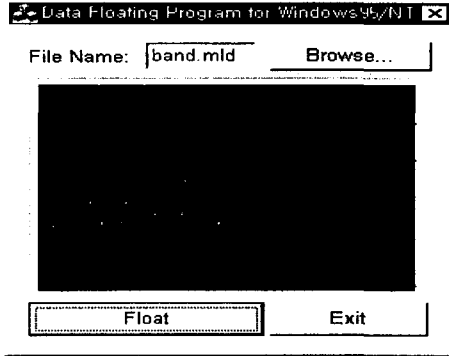 Data Floating Program for Windows95/NT
File Name: band.mld Browse...
Float Exit